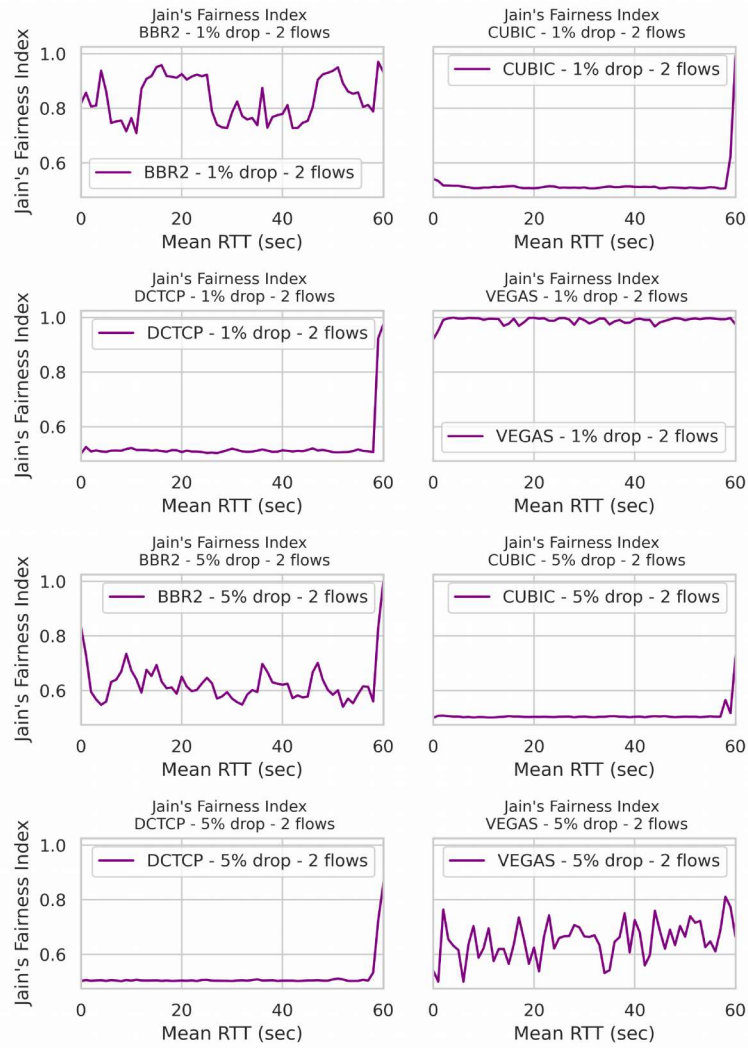 Jain's Fairness Index
BBR2 - 1% drop - 2 flows
Jain's Fairness Index
1.0
0.8
0.6
BBR2 - 1% drop - 2 flows
0
20
40
60
Mean RTT (sec)
Jain's Fairness Index
CUBIC - 1% drop - 2 flows
CUBIC - 1% drop - 2 flows
0
20
40
60
Mean RTT (sec)
Jain's Fairness Index
DCTCP - 1% drop - 2 flows
Jain's Fairness Index
1.0
0.8
0.6
DCTCP - 1% drop - 2 flows
0
20
40
60
Mean RTT (sec)
Jain's Fairness Index
VEGAS - 1% drop - 2 flows
VEGAS - 1% drop - 2 flows
0
20
40
60
Mean RTT (sec)
Jain's Fairness Index
BBR2 - 5% drop - 2 flows
Jain's Fairness Index
1.0
0.8
0.6
BBR2 - 5% drop - 2 flows
0
20
40
60
Mean RTT (sec)
Jain's Fairness Index
CUBIC - 5% drop - 2 flows
CUBIC - 5% drop - 2 flows
0
20
40
60
Mean RTT (sec)
Jain's Fairness Index
DCTCP - 5% drop - 2 flows
Jain's Fairness Index
1.0
0.8
0.6
DCTCP - 5% drop - 2 flows
0
20
40
60
Mean RTT (sec)
Jain's Fairness Index
VEGAS - 5% drop - 2 flows
VEGAS - 5% drop - 2 flows
0
20
40
60
Mean RTT (sec)